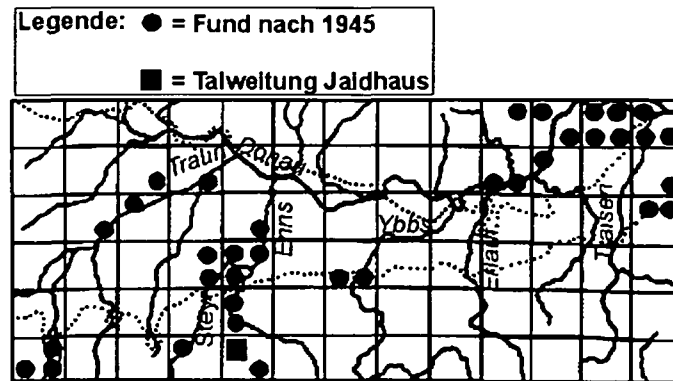 Legende: ● = Fund nach 1945
■ = Talweitung Jaidhaus
Traun
Donau
Enns
Ybbs
Erlauf
Traisen
Steyr